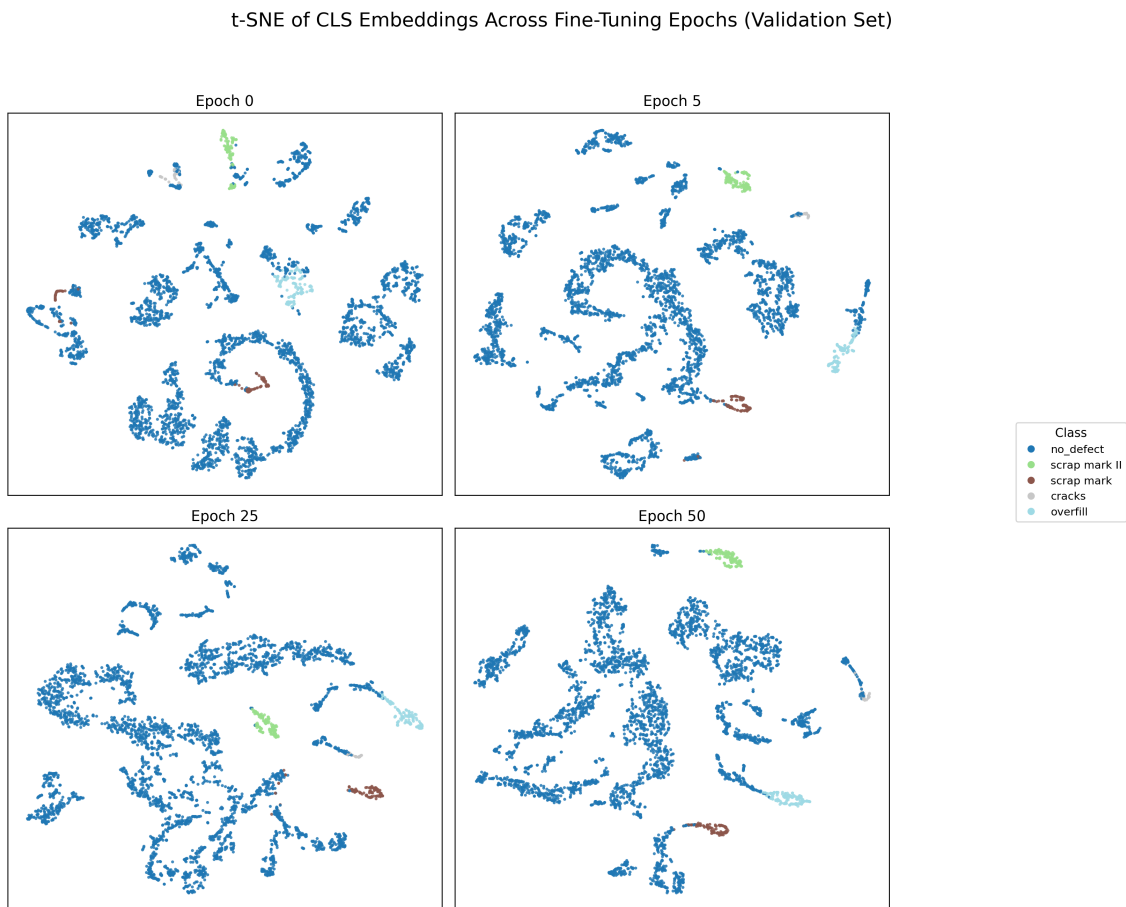 t-SNE of CLS Embeddings Across Fine-Tuning Epochs (Validation Set)
Epoch 0
Epoch 5
Class
no_defect
scrap mark II
scrap mark
cracks
overfill
Epoch 25
Epoch 50